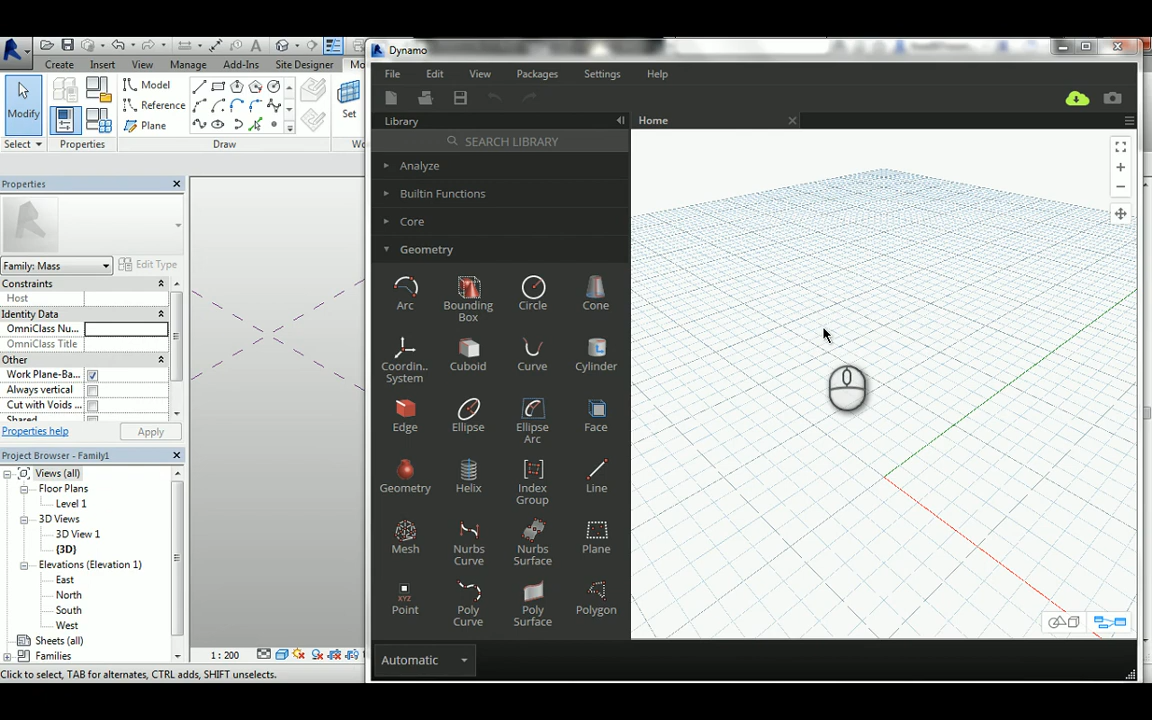 Dynamo
Create Insert View Manage Add-Ins Site Designer Mo
File Edit View Packages Settings Help
Modify
Model
Reference
Plane
Set
Select Properties Draw Wo
Library
Home
SEARCH LIBRARY
Analyze
Builtin Functions
Core
Geometry
Arc Bounding Box Circle Cone
Coordin... System Cuboid Curve Cylinder
Edge Ellipse Ellipse Arc Face
Geometry Helix Index Group Line
Mesh Nurbs Curve Nurbs Surface Plane
Point Poly Curve Poly Surface Polygon
XYZ
Automatic
Properties
Family: Mass Edit Type
Constraints
Host
Identity Data
OmniClass Nu...
OmniClass Title
Other
Work Plane-Ba...
Always vertical
Cut with Voids ...
Shared
Properties help Apply
Project Browser - Family1
Views (all)
Floor Plans
Level 1
3D Views
3D View 1
(3D)
Elevations (Elevation 1)
East
North
South
West
Sheets (all)
Families
1 : 200
Click to select, TAB for alternates, CTRL adds, SHIFT unselects.